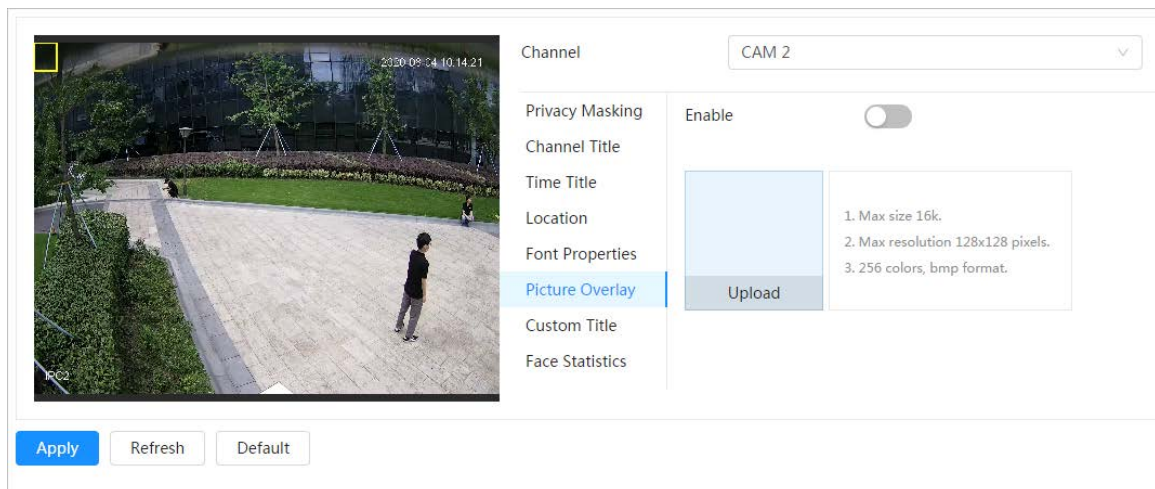 2020-09-04 10:14:21
IPC2
Channel
CAM 2
Privacy Masking
Channel Title
Time Title
Location
Font Properties
Picture Overlay
Custom Title
Face Statistics
Enable
Upload
1. Max size 16k.
2. Max resolution 128x128 pixels.
3. 256 colors, bmp format.
Apply
Refresh
Default